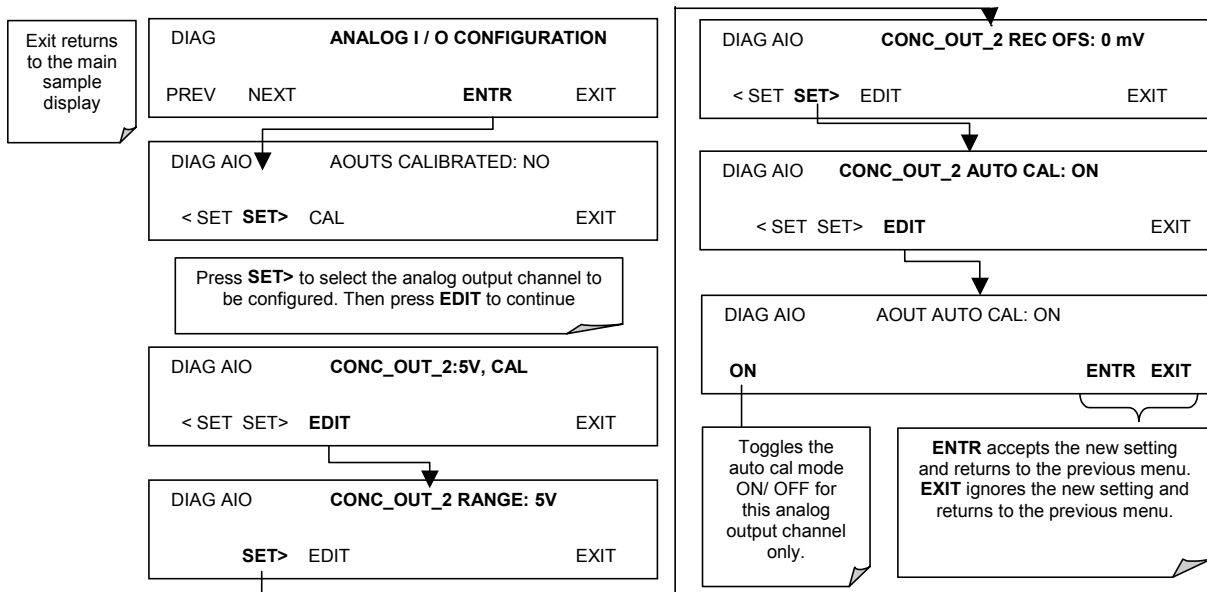 Exit returns
to the main
sample
display
DIAG ANALOG I / O CONFIGURATION
PREV NEXT ENTR EXIT
DIAG AIO AOUTS CALIBRATED: NO
< SET SET> CAL EXIT
Press SET> to select the analog output channel to
be configured. Then press EDIT to continue
DIAG AIO CONC_OUT_2:5V, CAL
< SET SET> EDIT EXIT
DIAG AIO CONC_OUT_2 RANGE: 5V
SET> EDIT EXIT
DIAG AIO CONC_OUT_2 REC OFS: 0 mV
< SET SET> EDIT EXIT
DIAG AIO CONC_OUT_2 AUTO CAL: ON
< SET SET> EDIT EXIT
DIAG AIO AOUT AUTO CAL: ON
ON ENTR EXIT
Toggles the
auto cal mode
ON/ OFF for
this analog
output channel
only.
ENTR accepts the new setting
and returns to the previous menu.
EXIT ignores the new setting and
returns to the previous menu.